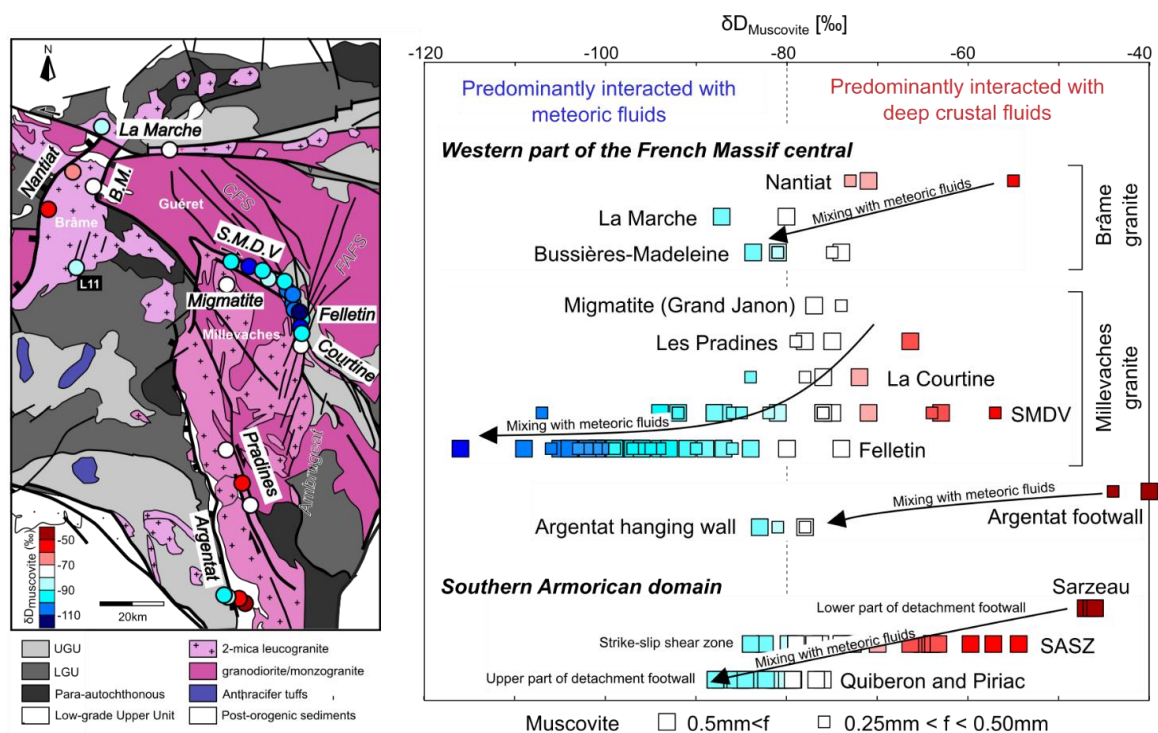 N
La Marche
Nantiat
B.M.
Guéret
CFS
Brâme
S.M.D.V
FAFS
L11
Migmatite
Millevaches
Felletin
Courtine
Pradines
Ambrugeat
Argentat
δDmuscovite (‰)
-50
-70
-90
-110
20km
UGU
LGU
Para-autochthonous
Low-grade Upper Unit
2-mica leucogranite
granodiorite/monzogranite
Anthracifer tuffs
Post-orogenic sediments
δDMuscovite [‰]
-120 -100 -80 -60 -40
Predominantly interacted with
meteoric fluids
Predominantly interacted with
deep crustal fluids
Western part of the French Massif central
Nantiat
Mixing with meteoric fluids
La Marche
Bussières-Madeleine
Brâme
granite
Migmatite (Grand Janon)
Les Pradines
La Courtine
SMDV
Mixing with meteoric fluids
Felletin
Millevaches
granite
Mixing with meteoric fluids
Argentat hanging wall
Argentat footwall
Southern Armorican domain
Sarzeau
Lower part of detachment footwall
Strike-slip shear zone
Mixing with meteoric fluids
SASZ
Upper part of detachment footwall
Quiberon and Piriac
Muscovite 0.5mm<f 0.25mm < f < 0.50mm